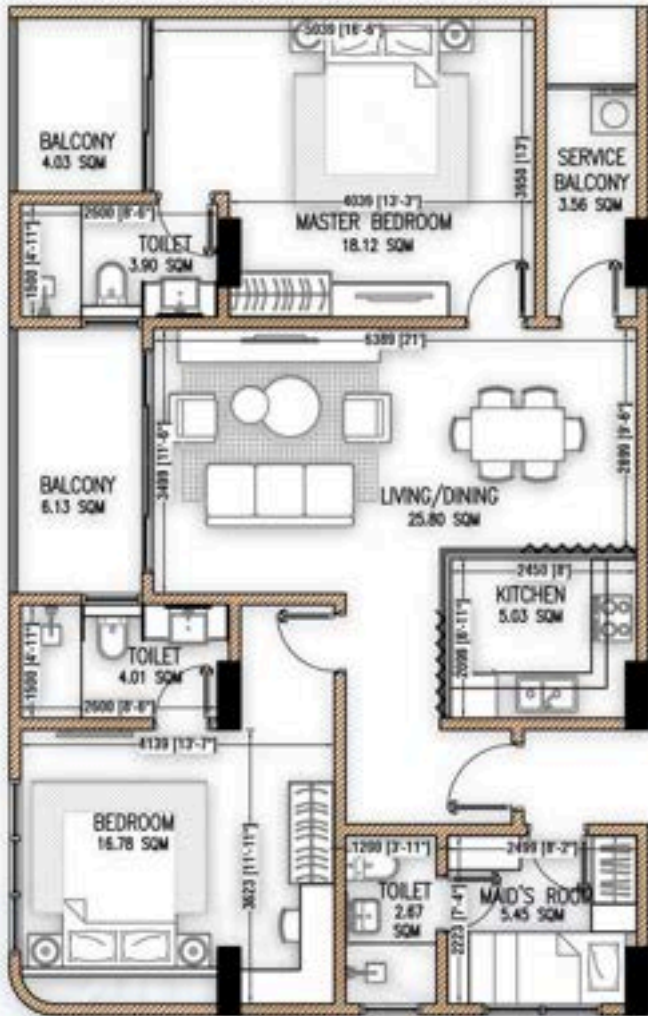 5039 [16'-6"]
BALCONY
4.03 SQM
3950 [13']
SERVICE
BALCONY
3.56 SQM
4039 [13'-3"]
MASTER BEDROOM
18.12 SQM
2600 [8'-6"]
TOILET
3.90 SQM
1500 [4'-11"]
6389 [21']
3499 [11'-6"]
2899 [9'-6"]
BALCONY
6.13 SQM
LIVING/DINING
25.80 SQM
2450 [8']
KITCHEN
5.03 SQM
2098 [6'-11"]
1500 [4'-11"]
TOILET
4.01 SQM
2600 [8'-6"]
4139 [13'-7"]
BEDROOM
16.78 SQM
3623 [11'-11"]
1200 [3'-11"]
TOILET
2.67
SQM
2499 [8'-2"]
MAID'S ROOM
5.45 SQM
2223 [7'-4"]